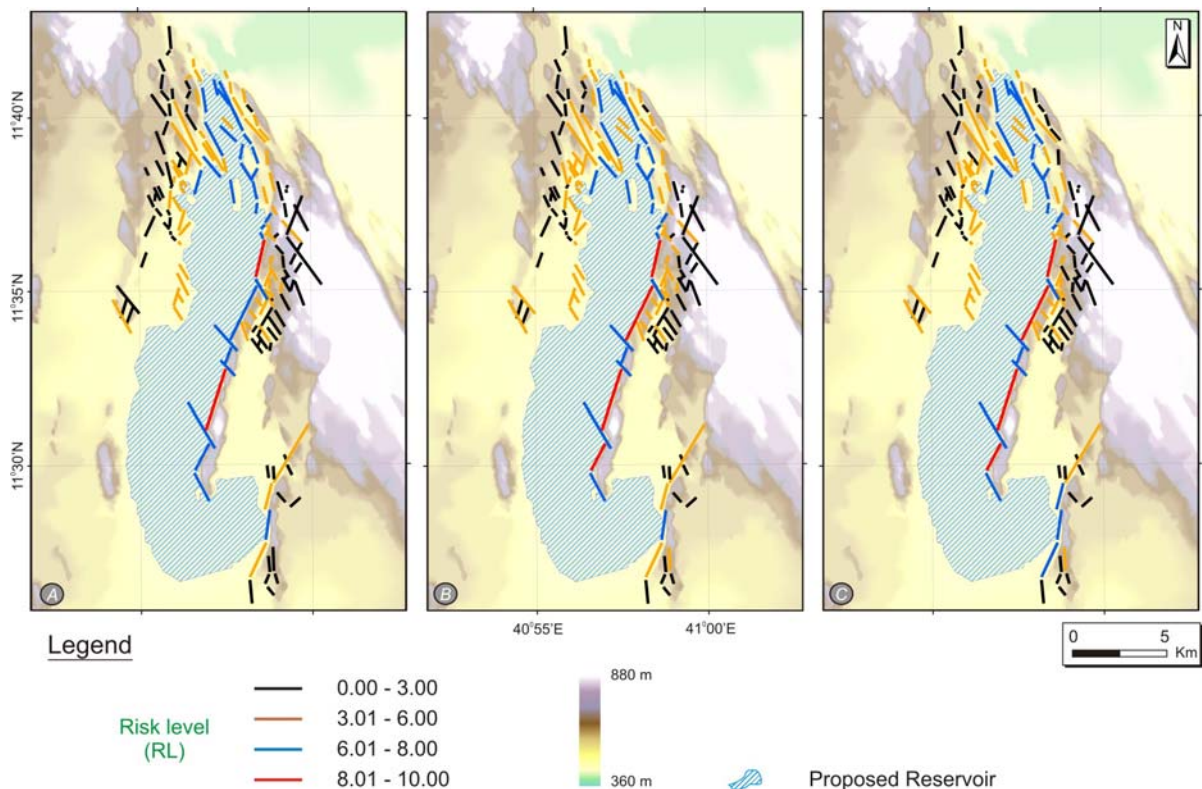 N
11°40'N
11°35'N
11°30'N
A
B
C
40°55'E
41°00'E
0 5
Km
Legend
Risk level
(RL)
0.00 - 3.00
3.01 - 6.00
6.01 - 8.00
8.01 - 10.00
880 m
360 m
Proposed Reservoir